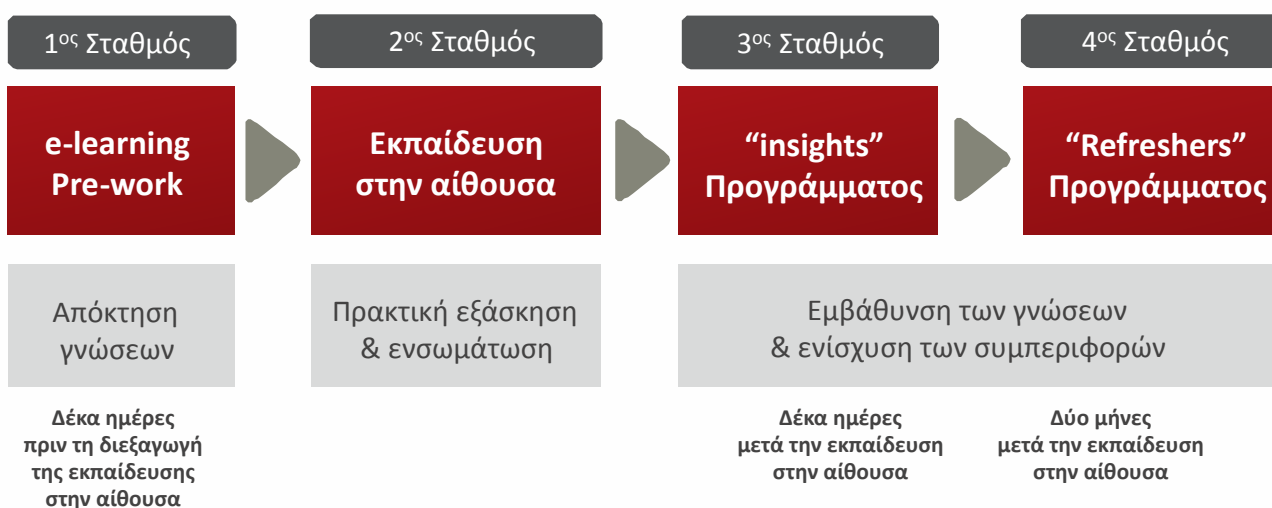 1ος Σταθμός
2ος Σταθμός
3ος Σταθμός
4ος Σταθμός
e-learning
Pre-work
Εκπαίδευση
στην αίθουσα
“insights”
Προγράμματος
“Refreshers”
Προγράμματος
Απόκτηση
γνώσεων
Πρακτική εξάσκηση
& ενσωμάτωση
Εμβάθυνση των γνώσεων
& ενίσχυση των συμπεριφορών
Δέκα ημέρες
πριν τη διεξαγωγή
της εκπαίδευσης
στην αίθουσα
Δέκα ημέρες
μετά την εκπαίδευση
στην αίθουσα
Δύο μήνες
μετά την εκπαίδευση
στην αίθουσα